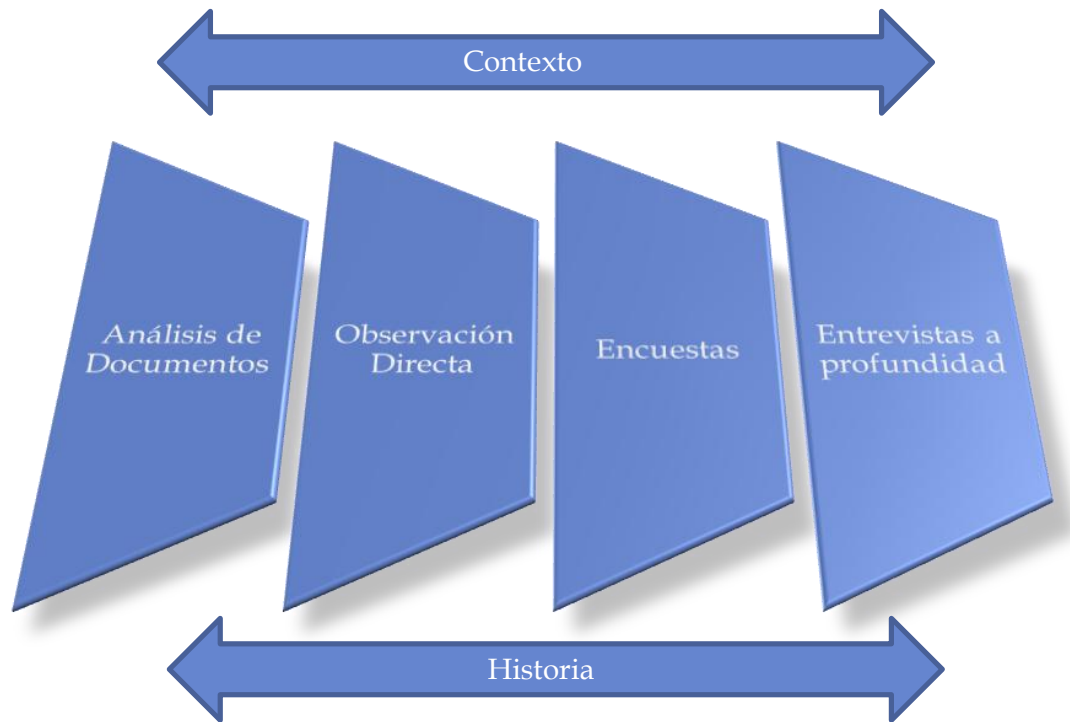 Contexto
Análisis de
Documentos
Observación
Directa
Encuestas
Entrevistas a
profundidad
Historia